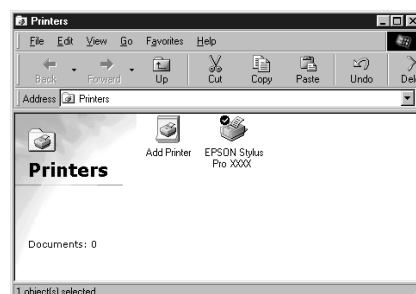 Printers
File Edit View Go Favorites Help
Back Forward Up Cut Copy Paste Undo Del
Address Printers
Printers
Add Printer
EPSON Stylus
Pro XXXX
Documents: 0
1 object(s) selected